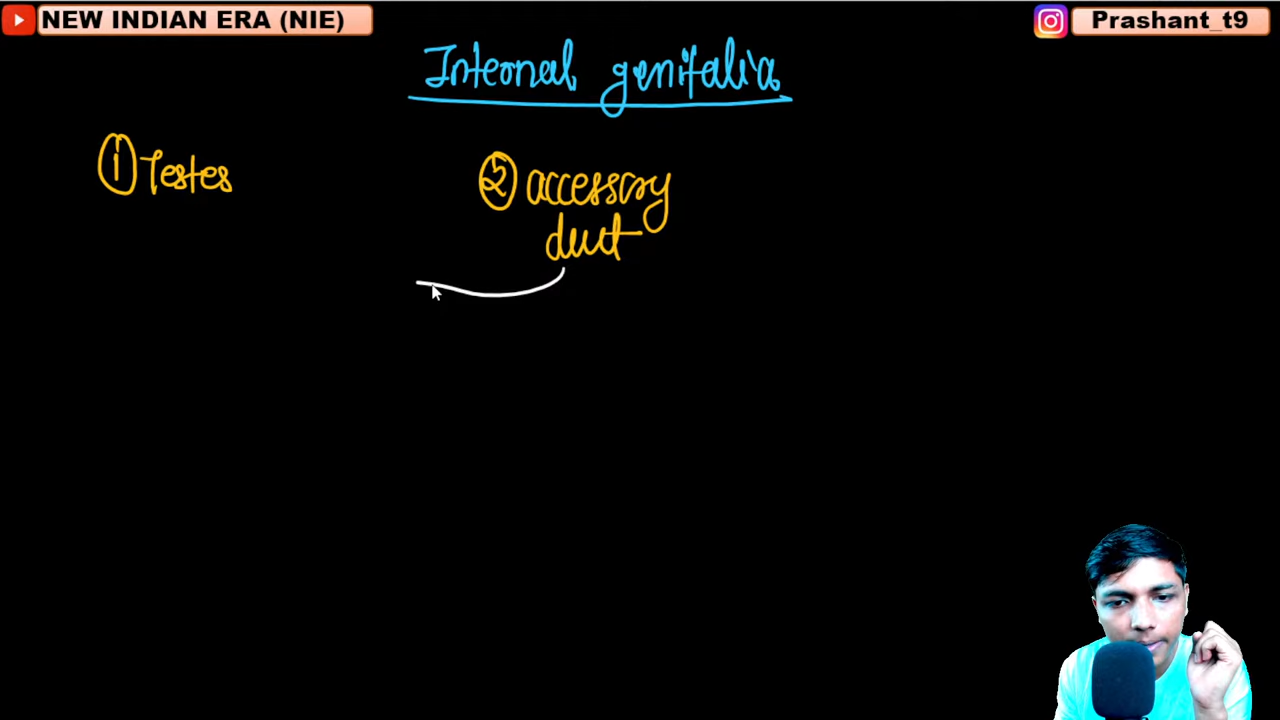 NEW INDIAN ERA (NIE)
Prashant_t9
Internal genitalia
① Testes
② accessory
duct